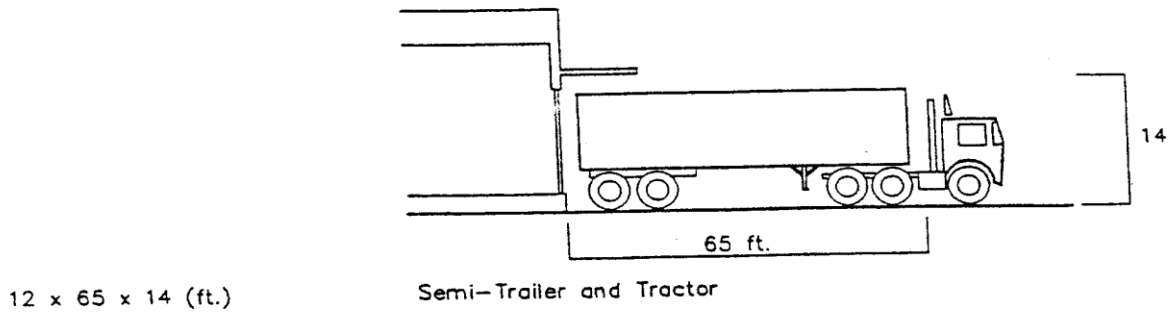 14
65 ft.
12 x 65 x 14 (ft.)
Semi-Trailer and Tractor